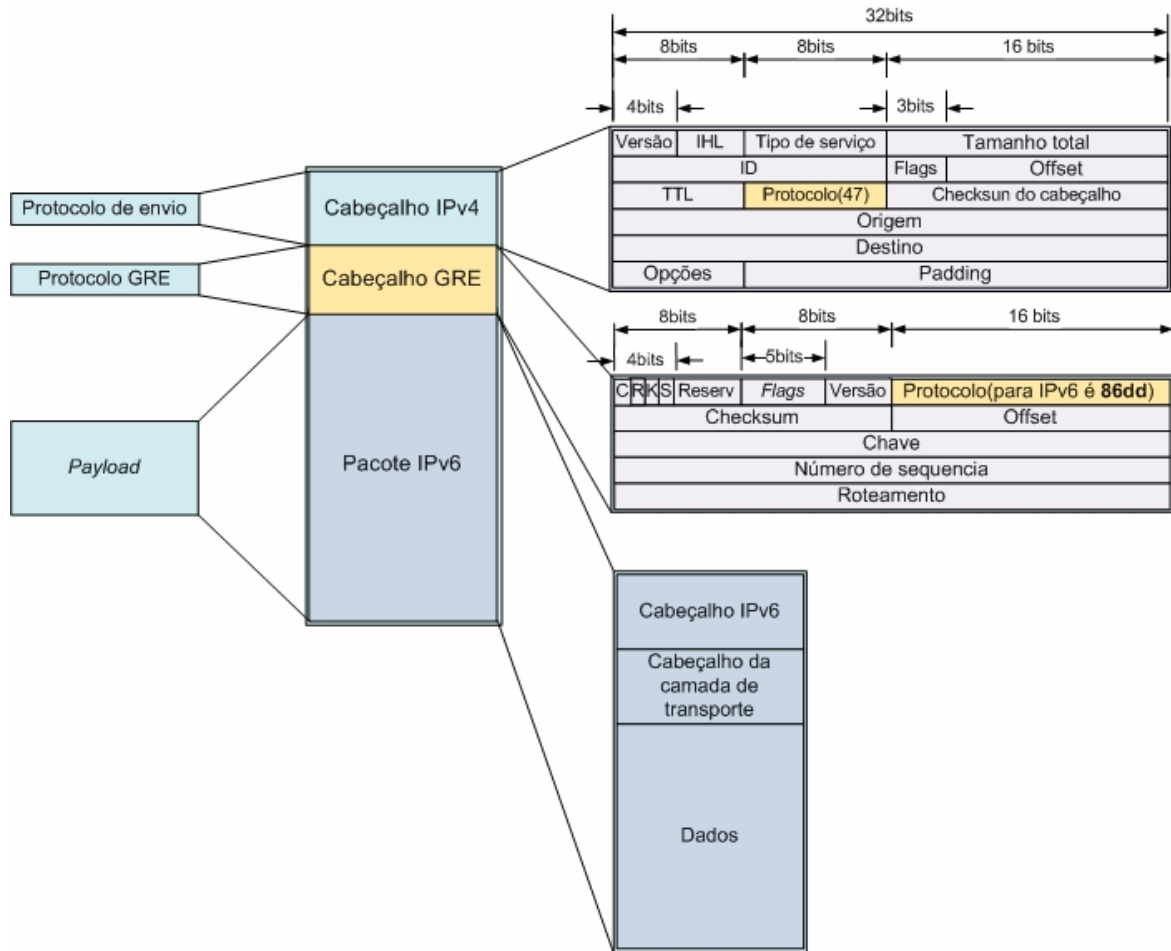 32bits
8bits 8bits 16 bits
4bits 3bits
Versão IHL Tipo de serviço Tamanho total
ID Flags Offset
TTL Protocolo(47) Checksun do cabeçalho
Origem
Destino
Opções Padding
Protocolo de envio
Cabeçalho IPv4
Protocolo GRE
Cabeçalho GRE
8bits 8bits 16 bits
4bits 5bits
C R K S Reserv Flags Versão Protocolo(para IPv6 é 86dd)
Checksum Offset
Chave
Número de sequencia
Roteamento
Payload
Pacote IPv6
Cabeçalho IPv6
Cabeçalho da
camada de
transporte
Dados